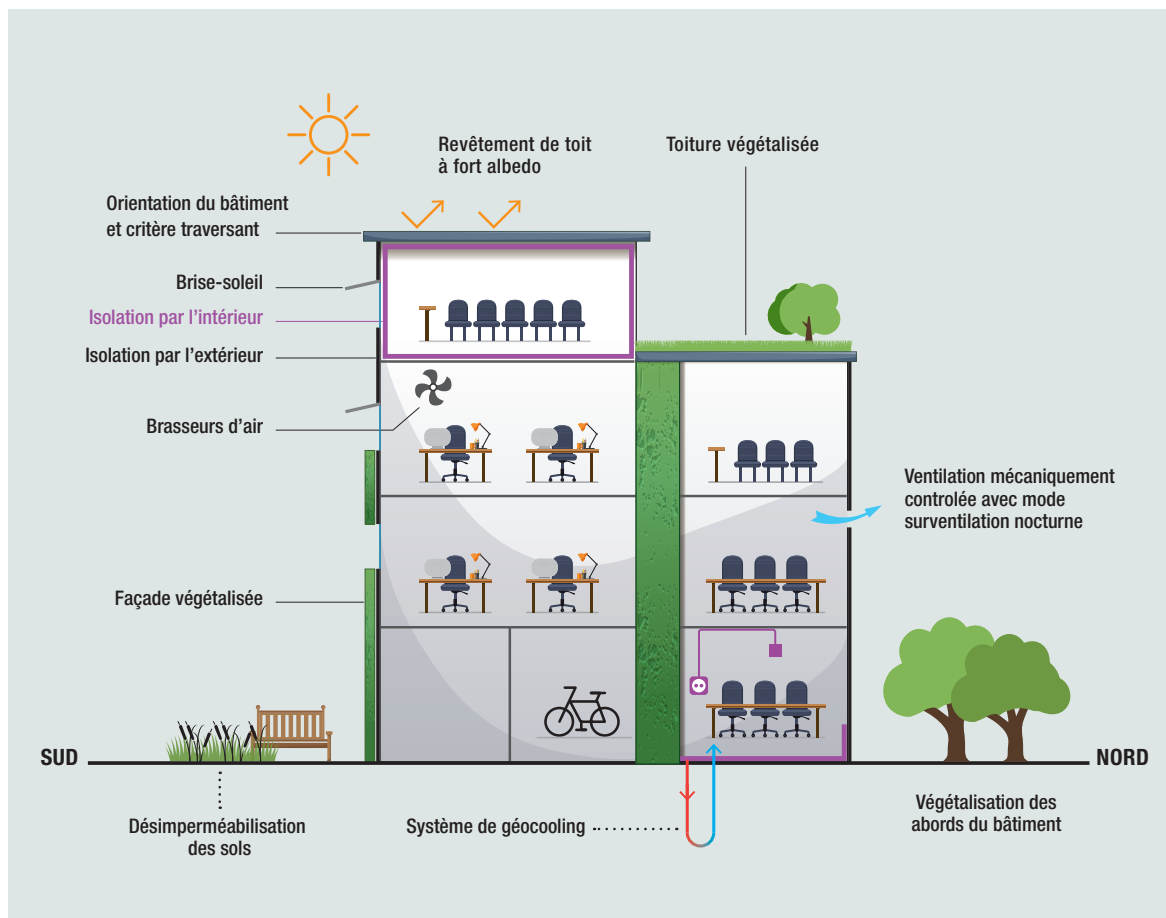 Revêtement de toit
à fort albedo
Toiture végétalisée
Orientation du bâtiment
et critère traversant
Brise-soleil
Isolation par l'intérieur
Isolation par l'extérieur
Brasseurs d'air
Ventilation mécaniquement
controlée avec mode
surventilation nocturne
Façade végétalisée
SUD
NORD
Désimperméabilisation
des sols
Système de géocooling
Végétalisation des
abords du bâtiment